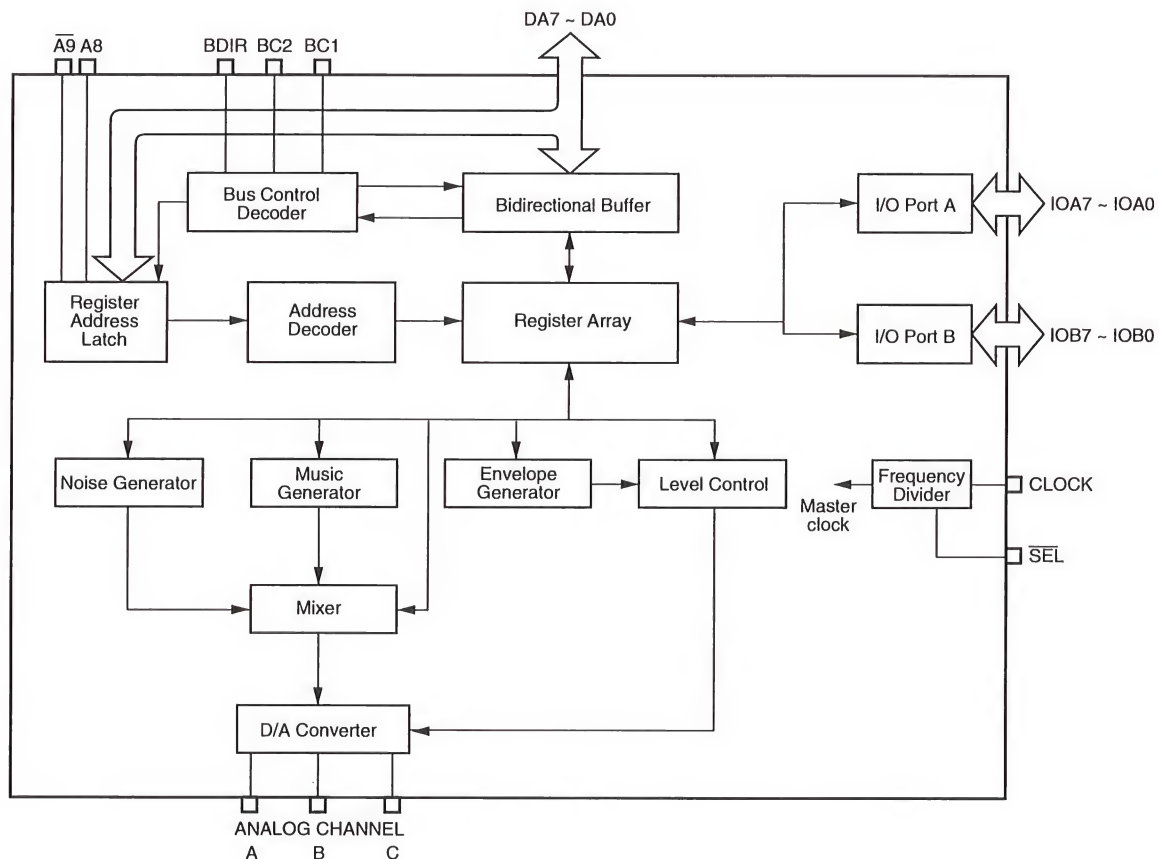 DA7 ~ DA0
A9 A8
BDIR BC2 BC1
Bus Control
Decoder
Bidirectional Buffer
I/O Port A
IOA7 ~ IOA0
Register
Address
Latch
Address
Decoder
Register Array
I/O Port B
IOB7 ~ IOB0
Noise Generator
Music
Generator
Envelope
Generator
Level Control
Master
clock
Frequency
Divider
CLOCK
SEL
Mixer
D/A Converter
ANALOG CHANNEL
A B C